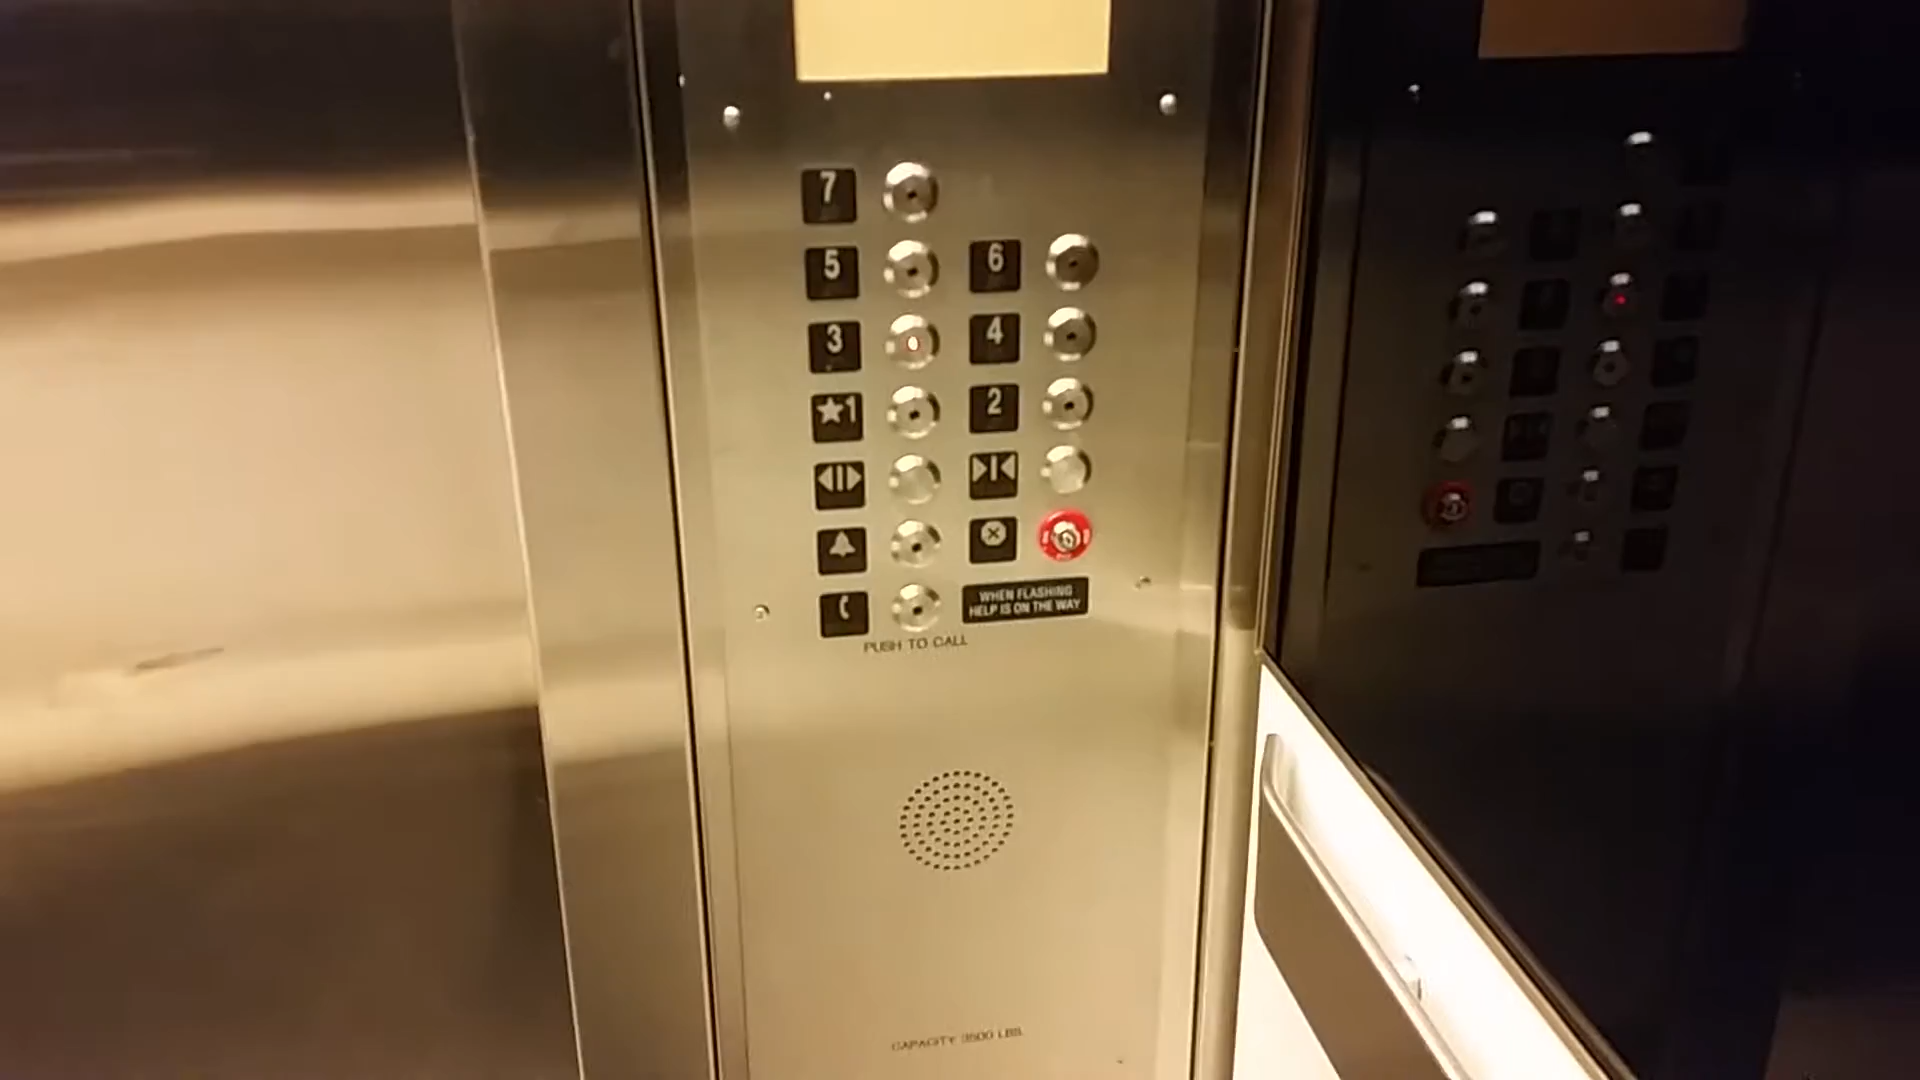 7
5 6
3 4
★1 2
WHEN FLASHING
HELP IS ON THE WAY
PUSH TO CALL
CAPACITY 3500 LBS.